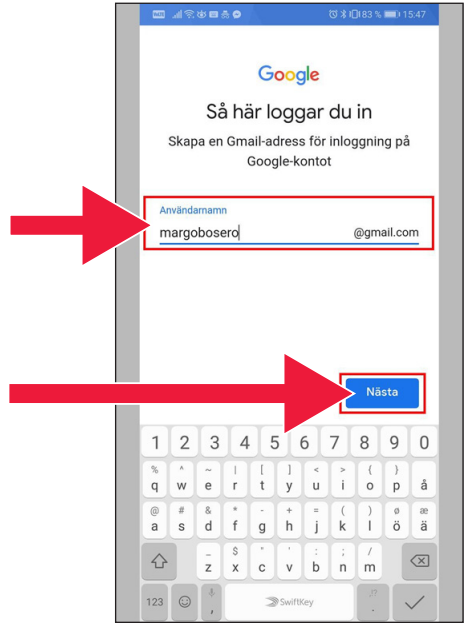 83 % 15:47
Google
Så här loggar du in
Skapa en Gmail-adress för inloggning på
Google-kontot
Användarnamn
margobosero @gmail.com
Nästa
1 2 3 4 5 6 7 8 9 0
% ^ ~ | [ ] < > { }
q w e r t y u i o p å
@ # & * - + = ( ) ø æ
a s d f g h j k l ö ä
_ $ " ' : ; /
z x c v b n m
123 , SwiftKey .